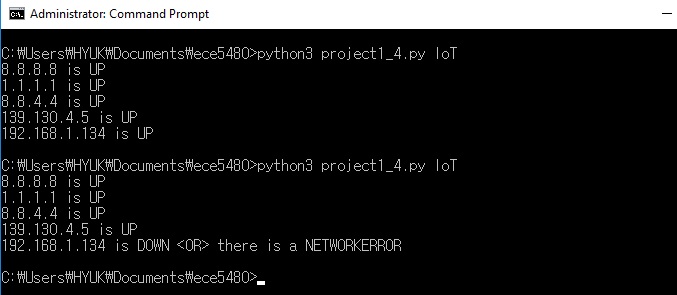 Administrator: Command Prompt
C:₩Users₩HYUK₩Documents₩ece5480>python3 project1_4.py IoT
8.8.8.8 is UP
1.1.1.1 is UP
8.8.4.4 is UP
139.130.4.5 is UP
192.168.1.134 is UP
C:₩Users₩HYUK₩Documents₩ece5480>python3 project1_4.py IoT
8.8.8.8 is UP
1.1.1.1 is UP
8.8.4.4 is UP
139.130.4.5 is UP
192.168.1.134 is DOWN <OR> there is a NETWORKERROR
C:₩Users₩HYUK₩Documents₩ece5480>